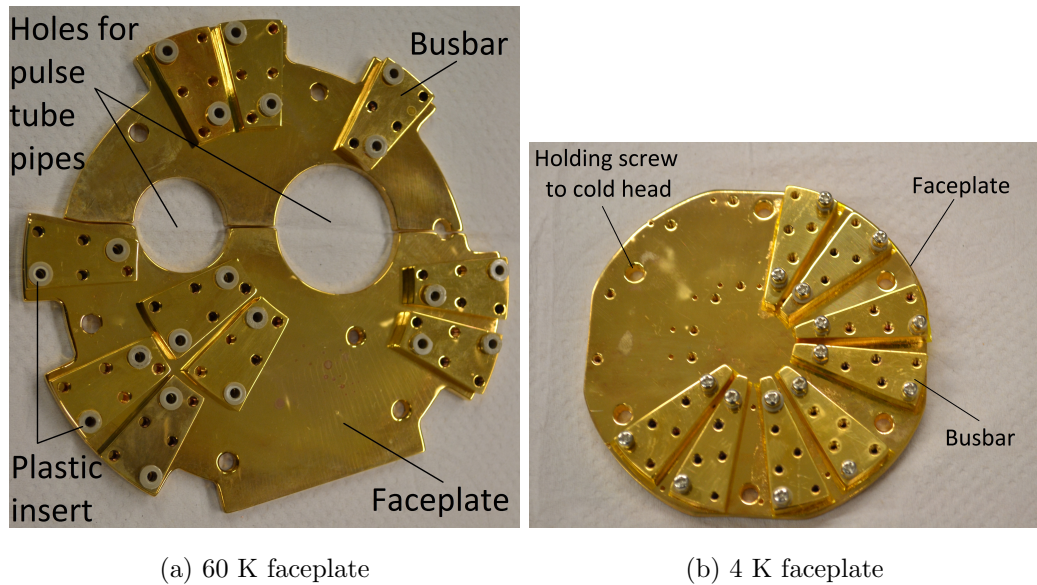 Holes for
pulse
tube
pipes
Busbar
Plastic
insert
Faceplate
Holding screw
to cold head
Faceplate
Busbar
(a) 60 K faceplate
(b) 4 K faceplate